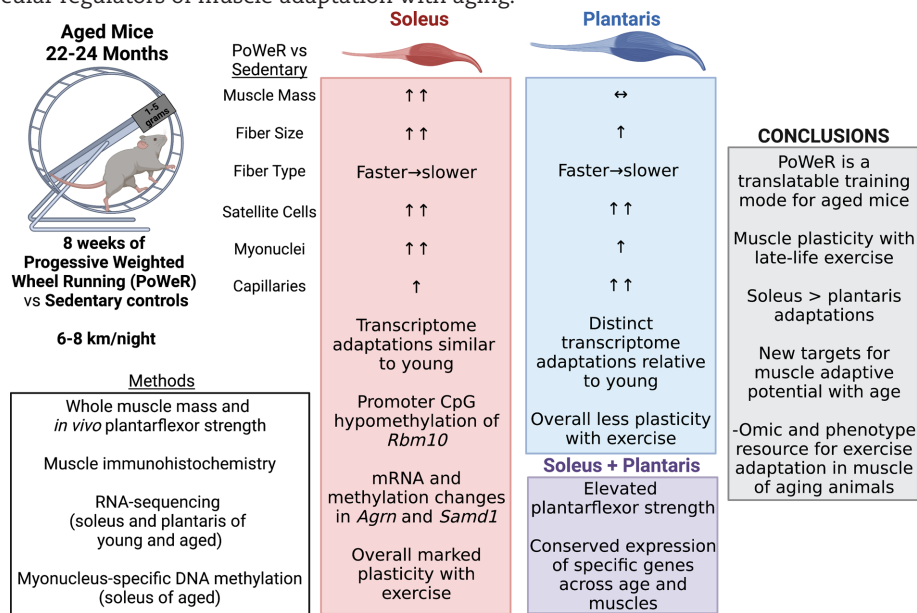 cular regulators of muscle adaptation with aging.
Aged Mice
22-24 Months
1-5
grams
8 weeks of
Progessive Weighted
Wheel Running (PoWeR)
vs Sedentary controls
6-8 km/night
Methods
Whole muscle mass and
in vivo plantarflexor strength
Muscle immunohistochemistry
RNA-sequencing
(soleus and plantaris of
young and aged)
Myonucleus-specific DNA methylation
(soleus of aged)
PoWeR vs
Sedentary
Muscle Mass
Fiber Size
Fiber Type
Satellite Cells
Myonuclei
Capillaries
Soleus
↑↑
↑↑
Faster→slower
↑↑
↑↑
↑
Transcriptome
adaptations similar
to young
Promoter CpG
hypomethylation of
Rbm10
mRNA and
methylation changes
in Agrn and Samd1
Overall marked
plasticity with
exercise
Plantaris
↔
↑
Faster→slower
↑↑
↑
↑↑
Distinct
transcriptome
adaptations relative
to young
Overall less plasticity
with exercise
Soleus + Plantaris
Elevated
plantarflexor strength
Conserved expression
of specific genes
across age and
muscles
CONCLUSIONS
PoWeR is a
translatable training
mode for aged mice
Muscle plasticity with
late-life exercise
Soleus > plantaris
adaptations
New targets for
muscle adaptive
potential with age
-Omic and phenotype
resource for exercise
adaptation in muscle
of aging animals